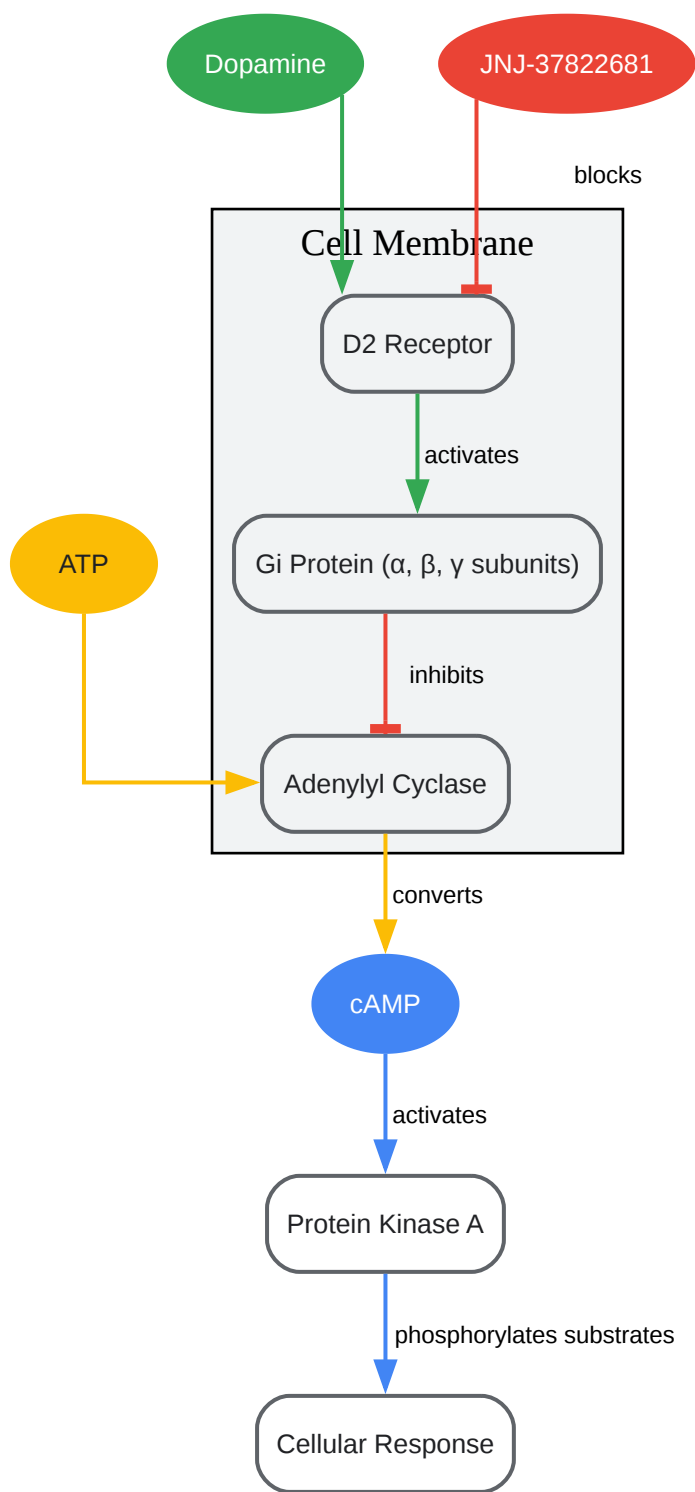 Dopamine
JNJ-37822681
blocks
Cell Membrane
D2 Receptor
activates
ATP
Gi Protein (α, β, γ subunits)
inhibits
Adenylyl Cyclase
converts
cAMP
activates
Protein Kinase A
phosphorylates substrates
Cellular Response